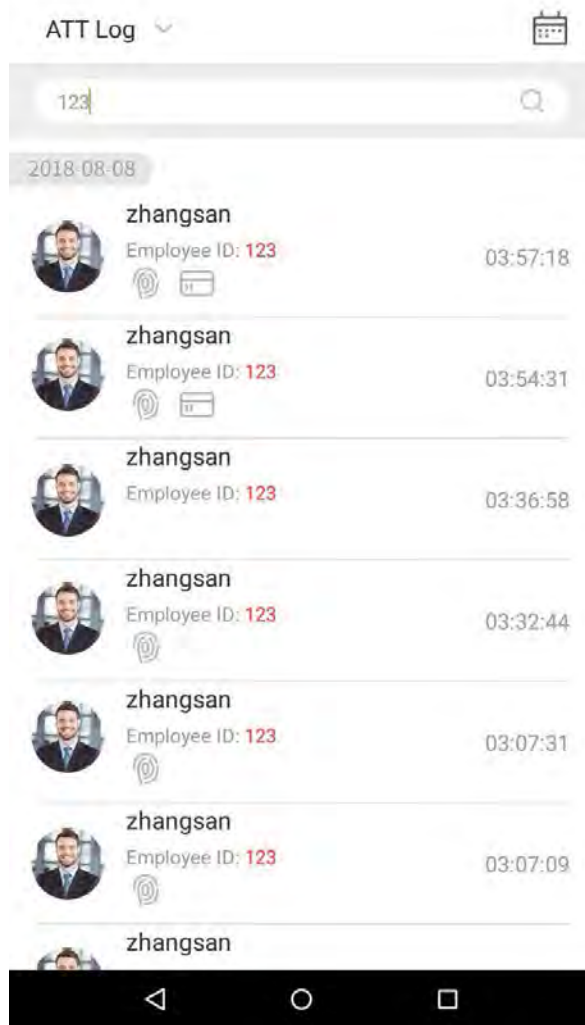 ATT Log
123
2018-08-08
zhangsan
Employee ID: 123
03:57:18
zhangsan
Employee ID: 123
03:54:31
zhangsan
Employee ID: 123
03:36:58
zhangsan
Employee ID: 123
03:32:44
zhangsan
Employee ID: 123
03:07:31
zhangsan
Employee ID: 123
03:07:09
zhangsan